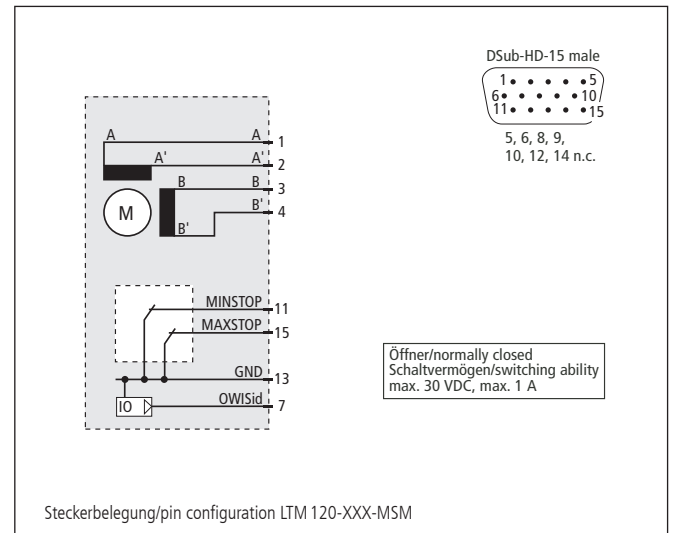 DSub-HD-15 male
1 5
6 10
11 15
5, 6, 8, 9,
10, 12, 14 n.c.
A A 1
A' A' 2
B B 3
M B' 4
B'
MINSTOP 11
MAXSTOP 15
GND 13
IO OWISid 7
Öffner/normally closed
Schaltvermögen/switching ability
max. 30 VDC, max. 1 A
Steckerbelegung/pin configuration LTM 120-XXX-MSM